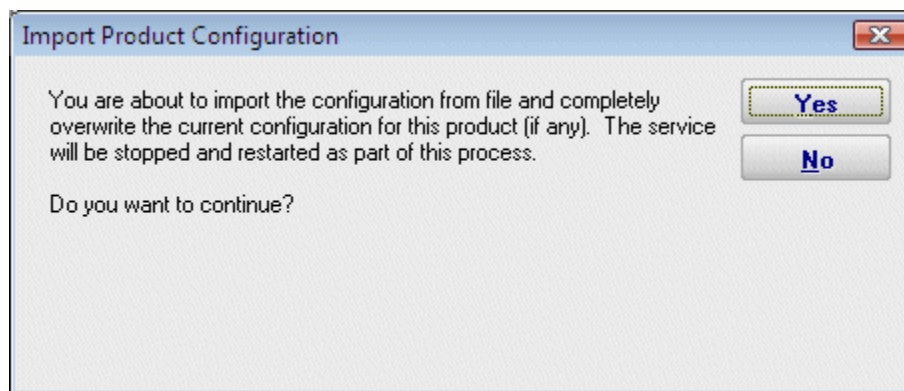 Import Product Configuration
You are about to import the configuration from file and completely
overwrite the current configuration for this product (if any).  The service
will be stopped and restarted as part of this process.
Do you want to continue?
Yes
No